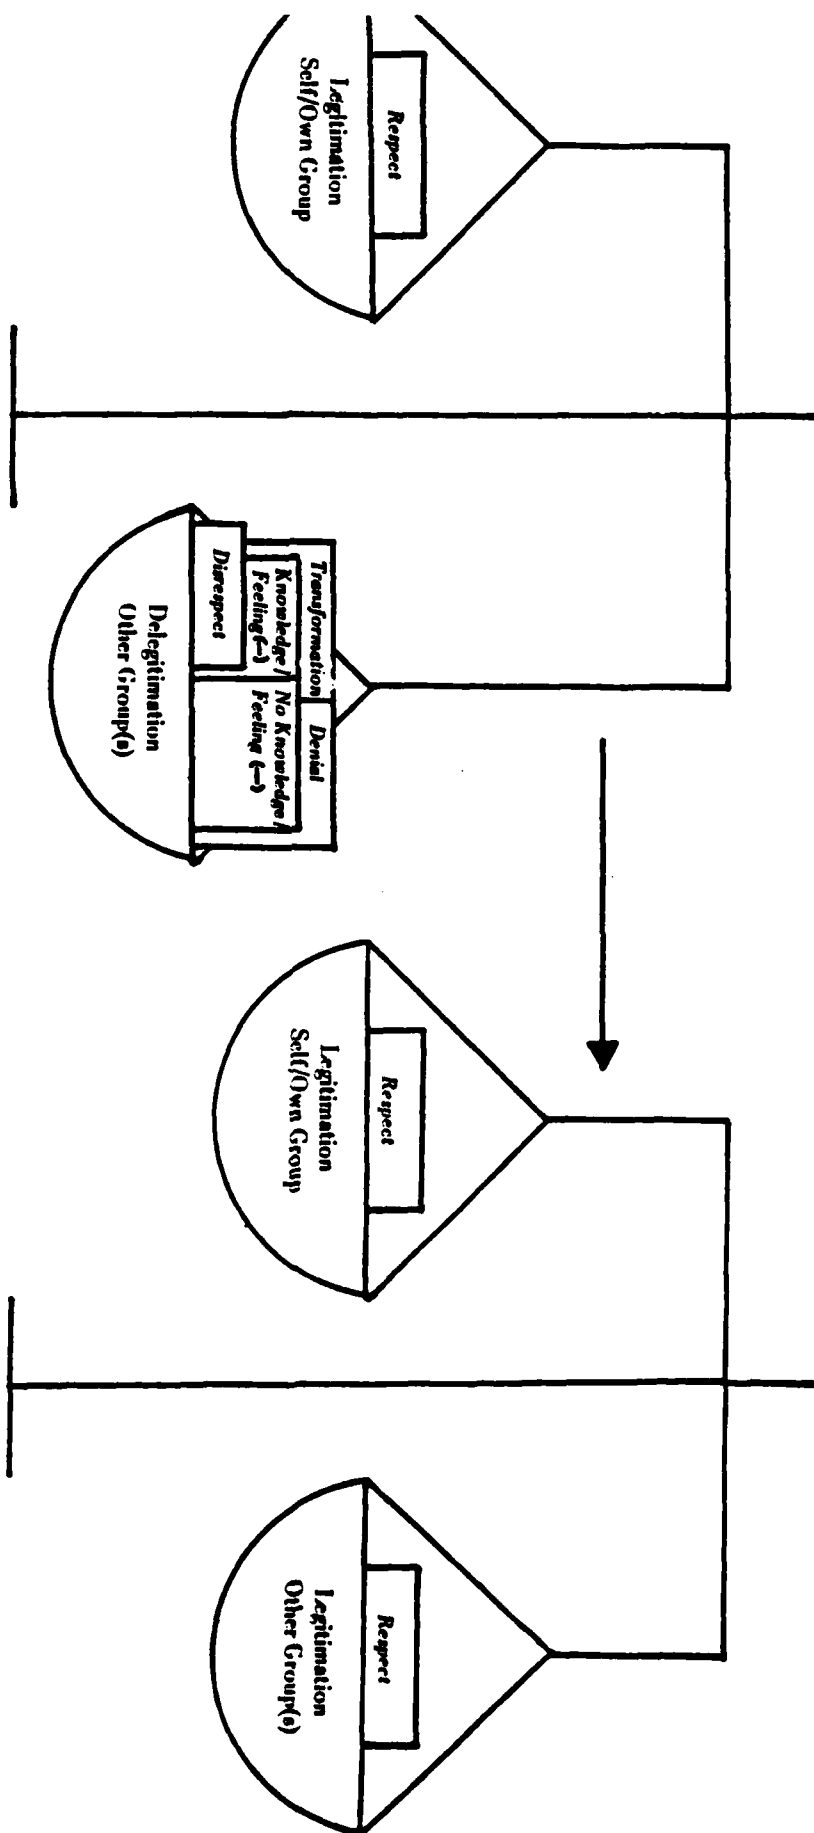 Respect
Legitimation
Self/Own Group
Transformation
Denial
Knowledge /
Feeling (—)
No Knowledge /
Feeling (—)
Disrespect
Delegitimation
Other Group(s)
Respect
Legitimation
Self/Own Group
Respect
Legitimation
Other Group(s)